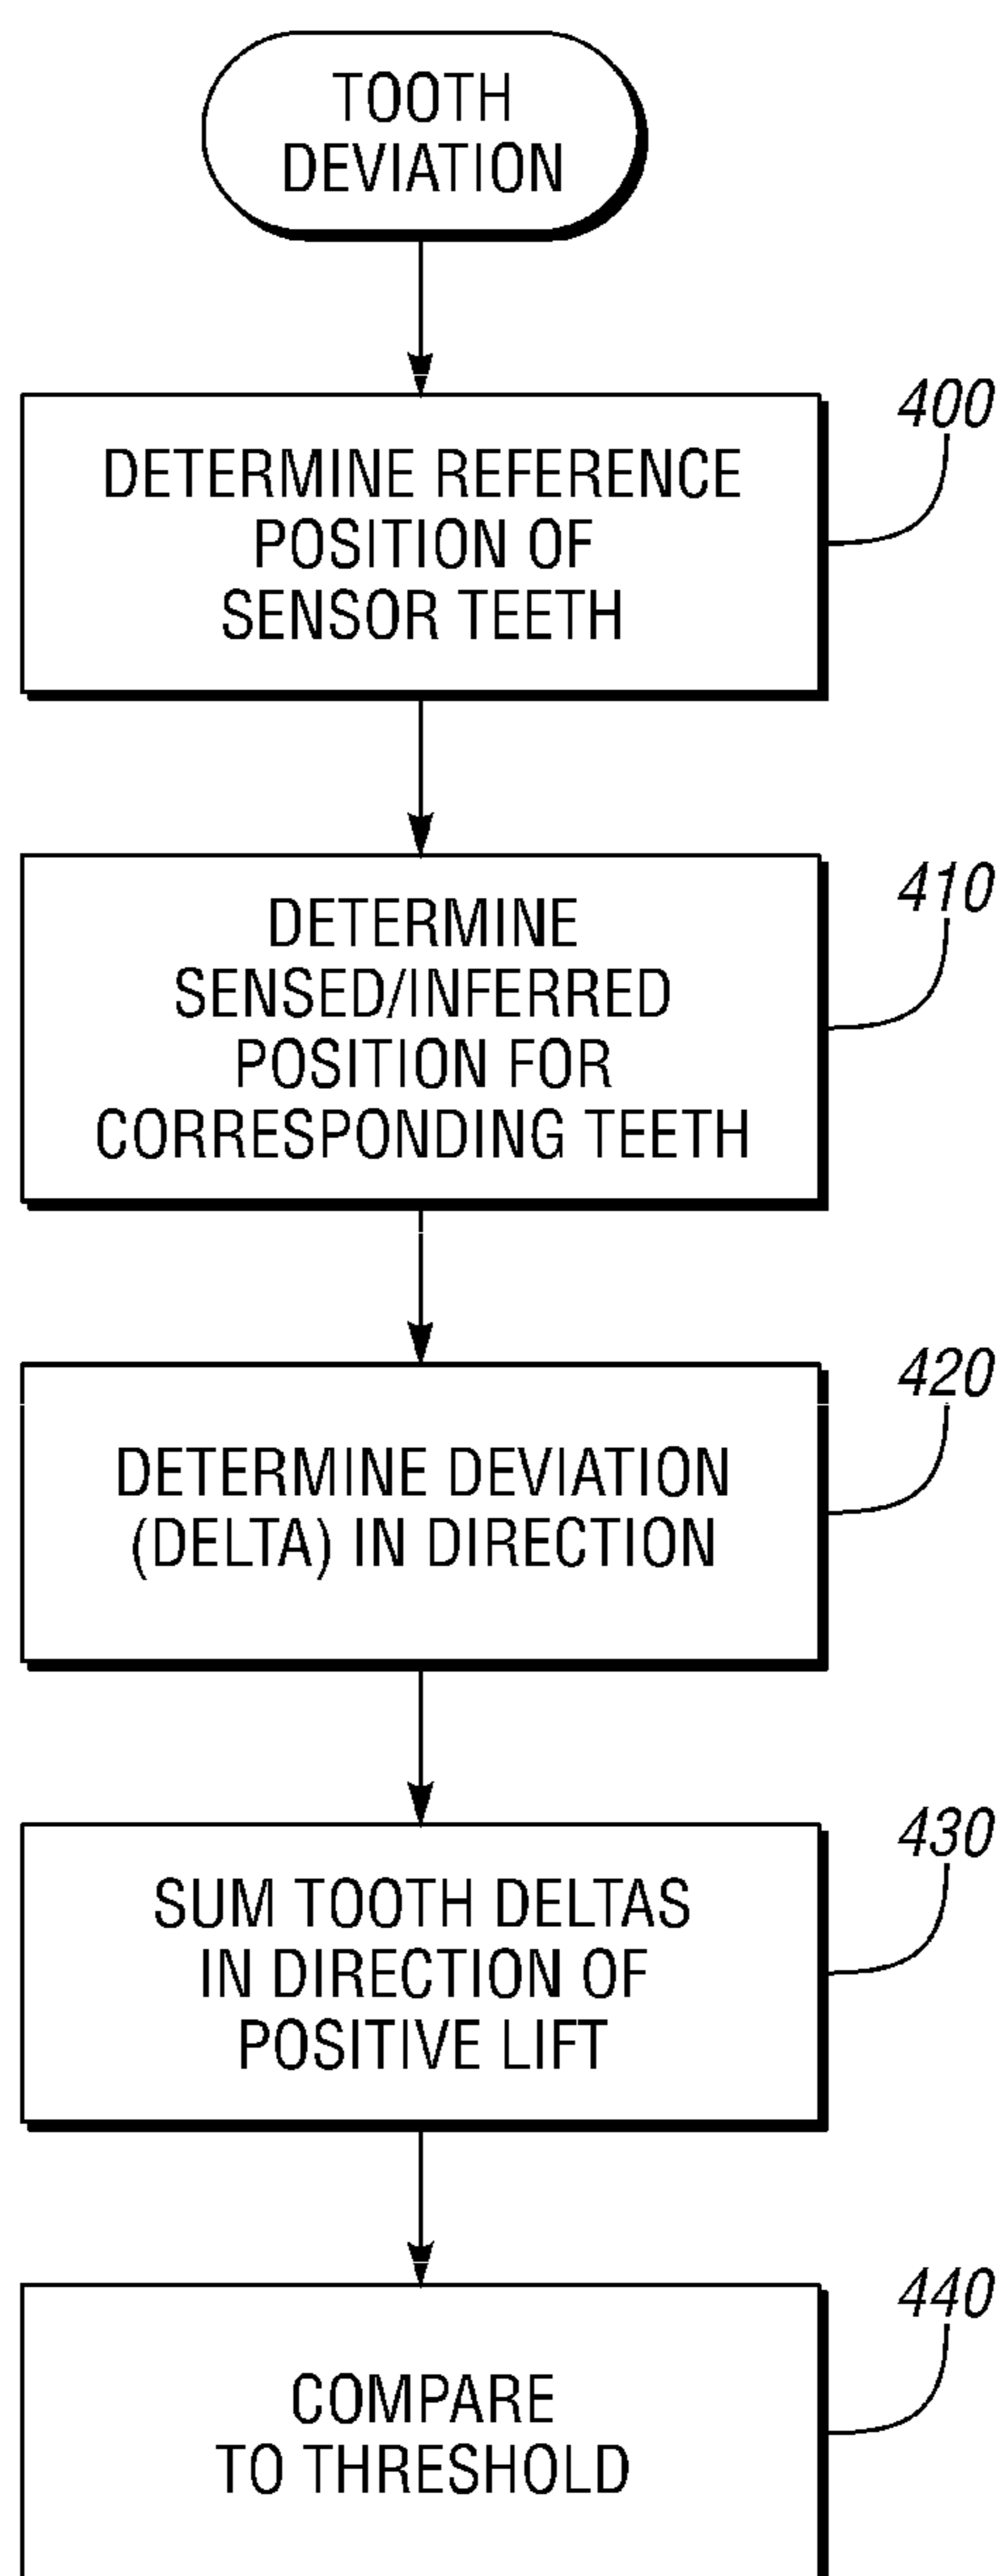 TOOTH
DEVIATION
400
DETERMINE REFERENCE
POSITION OF
SENSOR TEETH
410
DETERMINE
SENSED/INFERRED
POSITION FOR
CORRESPONDING TEETH
420
DETERMINE DEVIATION
(DELTA) IN DIRECTION
430
SUM TOOTH DELTAS
IN DIRECTION OF
POSITIVE LIFT
440
COMPARE
TO THRESHOLD